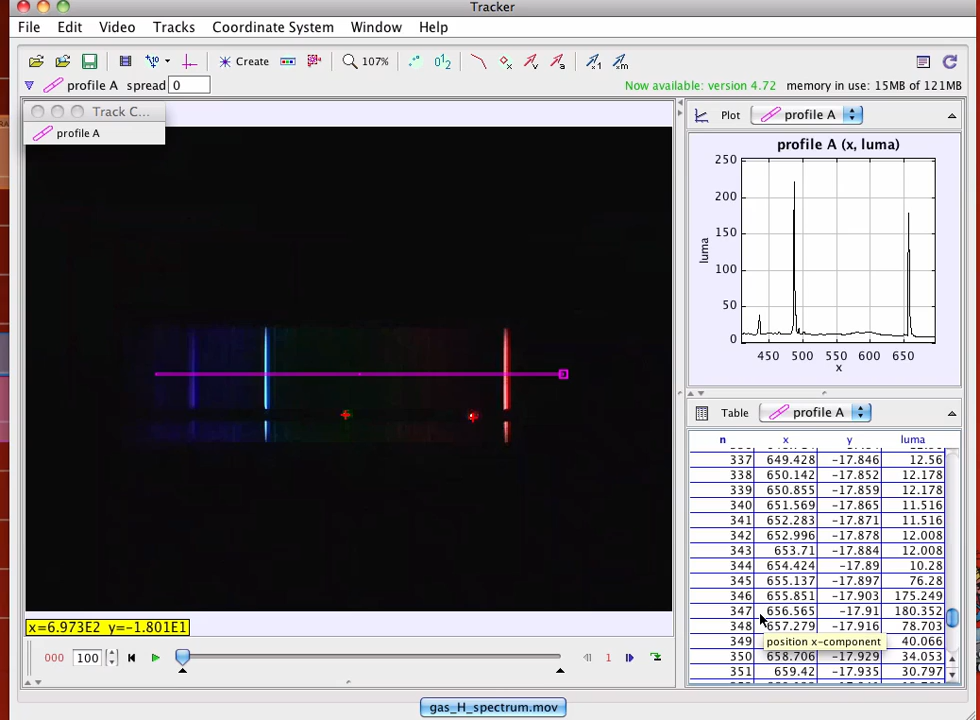 Tracker
File Edit Video Tracks Coordinate System Window Help
Create 107%
profile A spread 0 Now available: version 4.72 memory in use: 15MB of 121MB
Track C...
profile A
Plot profile A
profile A (x, luma)
250
200
150
100
50
0
luma
450 500 550 600 650
x
Table profile A
n x y luma
337 649.428 -17.846 12.56
338 650.142 -17.852 12.178
339 650.855 -17.859 12.178
340 651.569 -17.865 11.516
341 652.283 -17.871 11.516
342 652.996 -17.878 12.008
343 653.71 -17.884 12.008
344 654.424 -17.89 10.28
345 655.137 -17.897 76.28
346 655.851 -17.903 175.249
347 656.565 -17.91 180.352
348 657.279 -17.916 78.703
349 40.066
position x-component
350 658.706 -17.929 34.053
351 659.42 -17.935 30.797
x=6.973E2 y=-1.801E1
000 100 1
gas_H_spectrum.mov